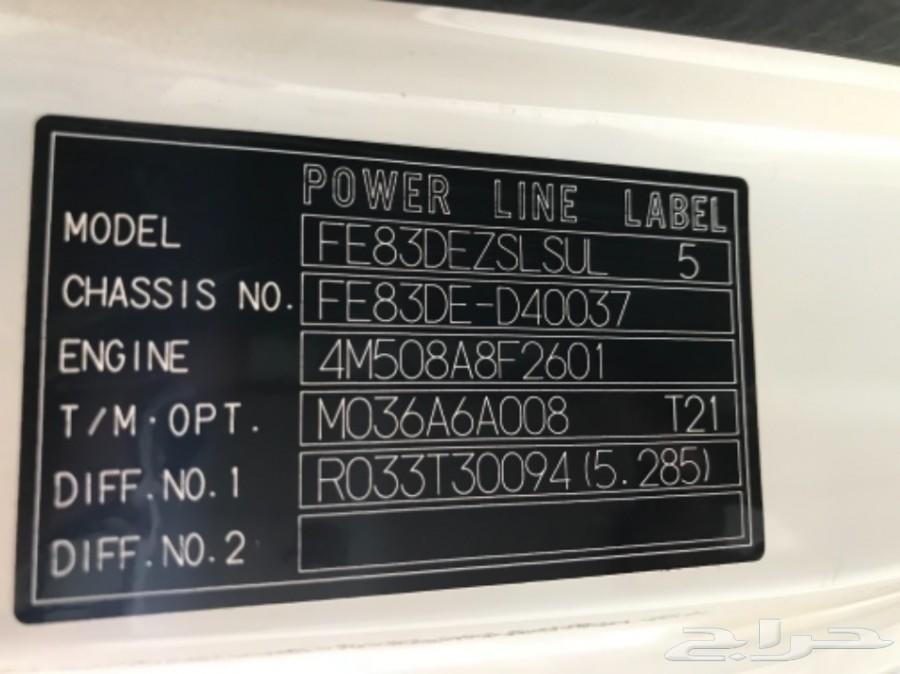 POWER LINE LABEL
MODEL FE83DEZSLSUL 5
CHASSIS NO. FE83DE-D40037
ENGINE 4M508A8F2601
T/M·OPT. M036A6A008 T21
DIFF.NO.1 R033T30094(5.285)
DIFF.NO.2
حراج